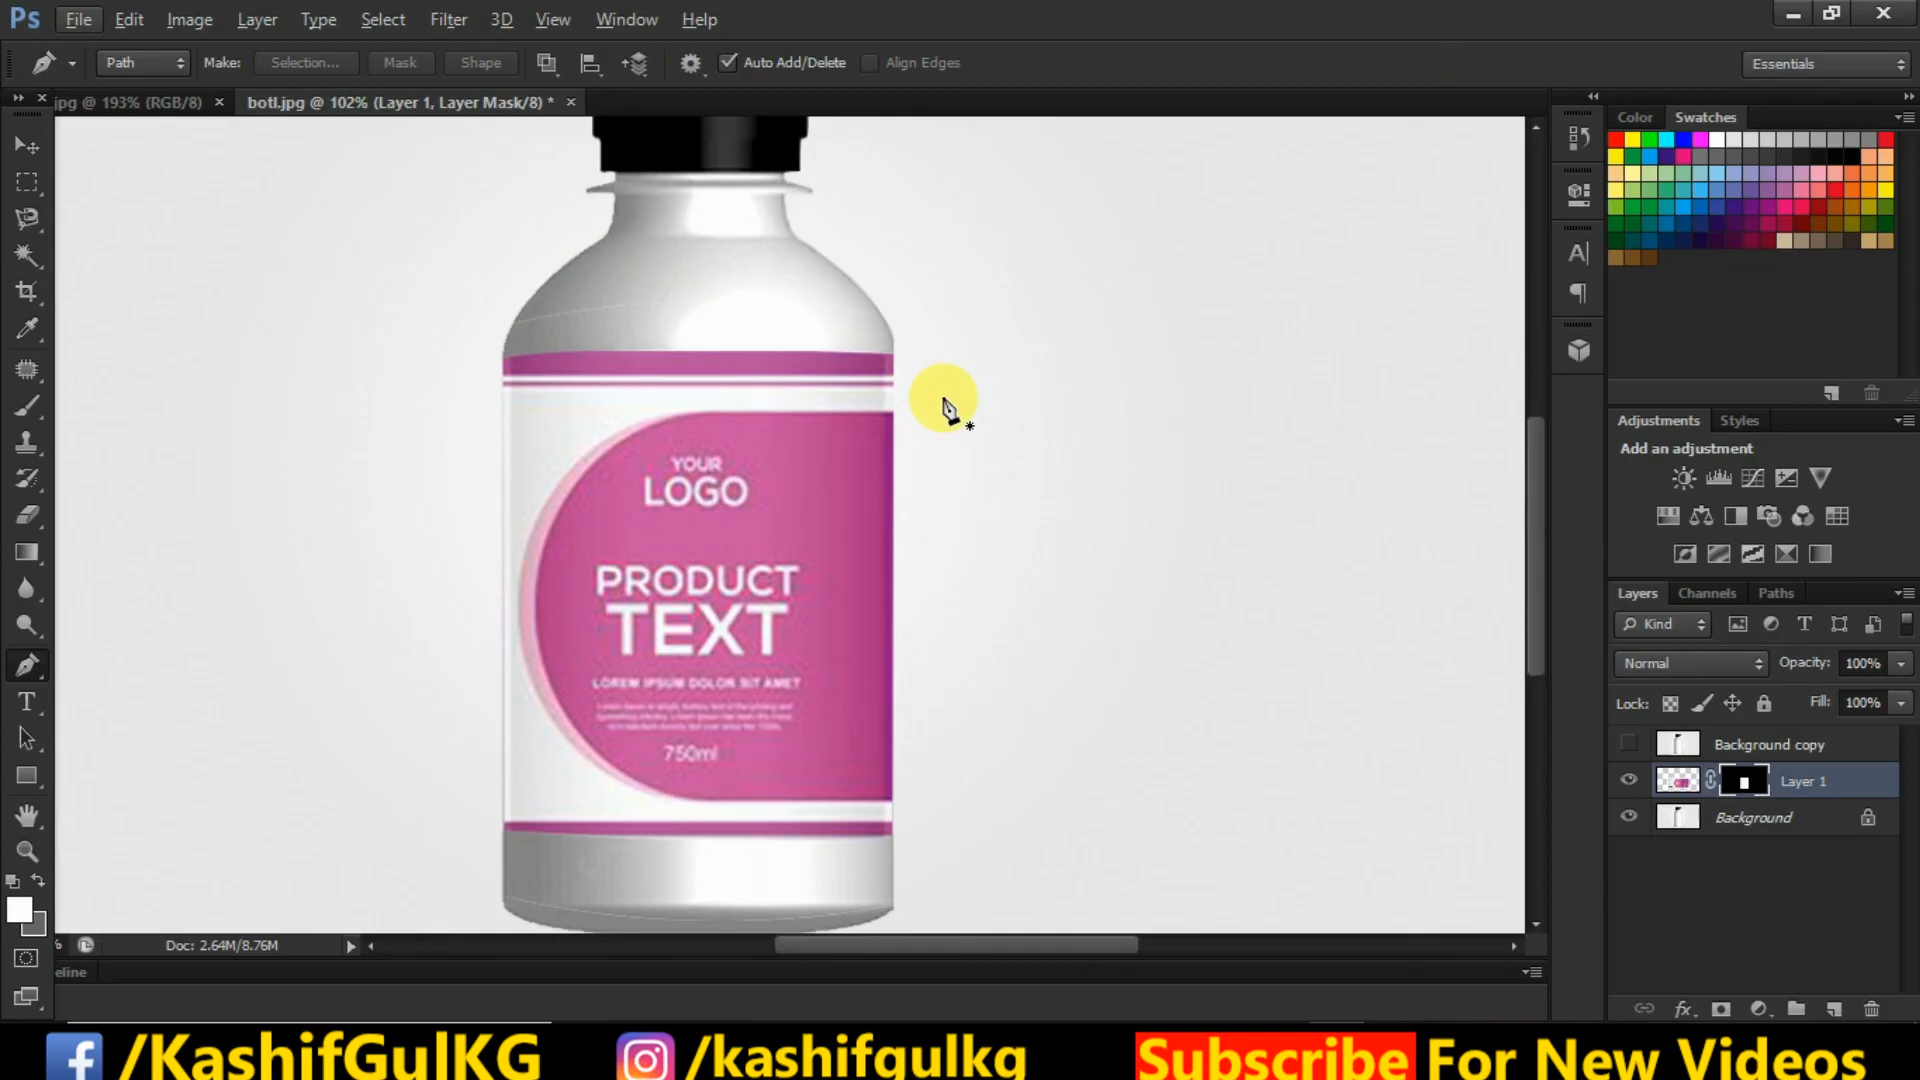 Ps File Edit Image Layer Type Select Filter 3D View Window Help
Path Make: Selection... Mask Shape Auto Add/Delete Align Edges Essentials
jpg @ 193% (RGB/8) × botl.jpg @ 102% (Layer 1, Layer Mask/8) * ×
Color Swatches
Adjustments Styles
Add an adjustment
YOUR
LOGO
PRODUCT
TEXT
LOREM IPSUM DOLOR SIT AMET
750ml
Layers Channels Paths
Kind
Normal Opacity: 100%
Lock: Fill: 100%
Background copy
Layer 1
Background
% Doc: 2.64M/8.76M
eline
/KashifGulKG /kashifgulkg Subscribe For New Videos